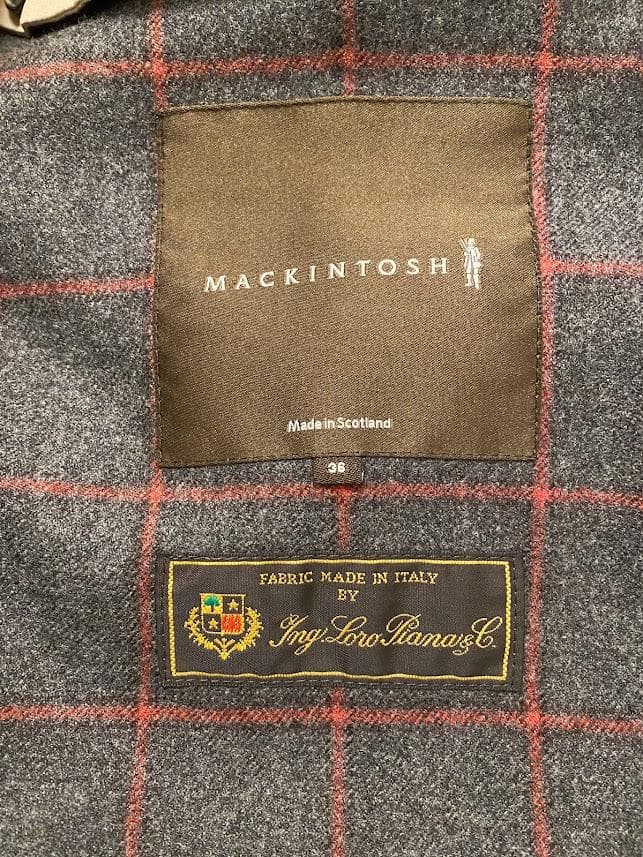 MACKINTOSH
Made in Scotland
36
FABRIC MADE IN ITALY
BY
Ing. Loro Piana & C.